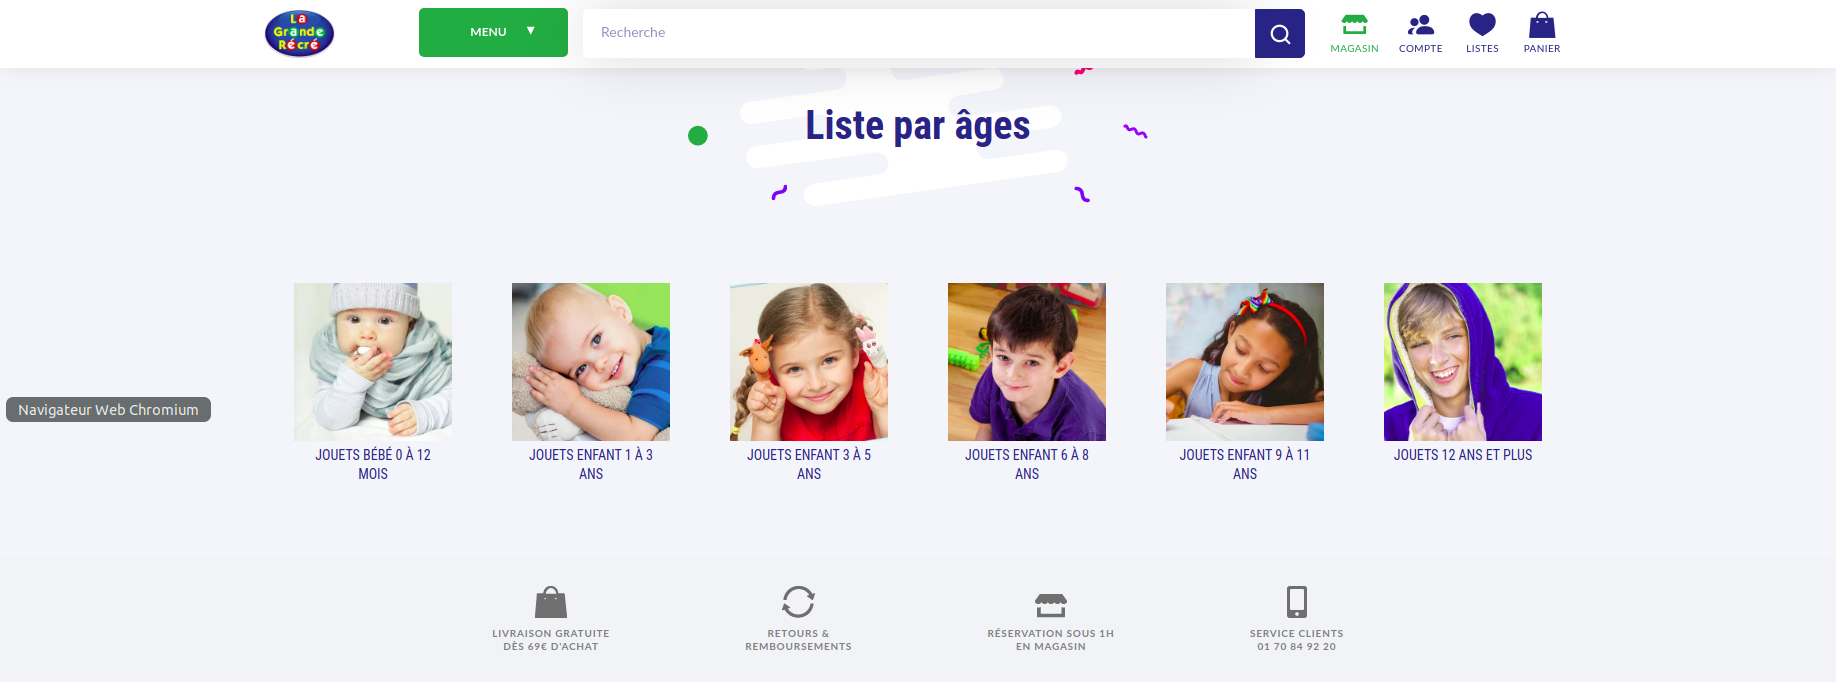 La
Grande
Récré
MENU ▼
Recherche
MAGASIN
COMPTE
LISTES
PANIER
Liste par âges
Navigateur Web Chromium
JOUETS BÉBÉ 0 À 12
MOIS
JOUETS ENFANT 1 À 3
ANS
JOUETS ENFANT 3 À 5
ANS
JOUETS ENFANT 6 À 8
ANS
JOUETS ENFANT 9 À 11
ANS
JOUETS 12 ANS ET PLUS
LIVRAISON GRATUITE
DÈS 69€ D'ACHAT
RETOURS &
REMBOURSEMENTS
RÉSERVATION SOUS 1H
EN MAGASIN
SERVICE CLIENTS
01 70 84 92 20